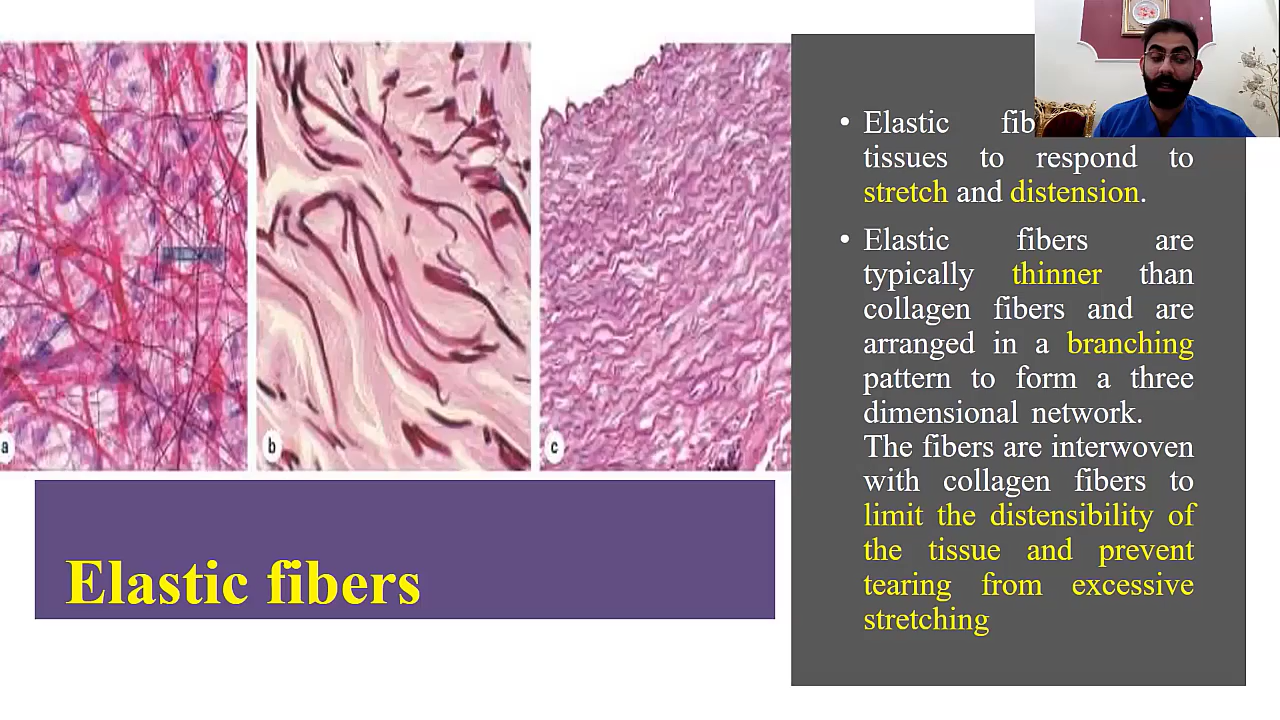 a
b
c
Elastic fibers
• Elastic
tissues to respond to
stretch and distension.
• Elastic fibers are
typically thinner than
collagen fibers and are
arranged in a branching
pattern to form a three
dimensional network.
The fibers are interwoven
with collagen fibers to
limit the distensibility of
the tissue and prevent
tearing from excessive
stretching